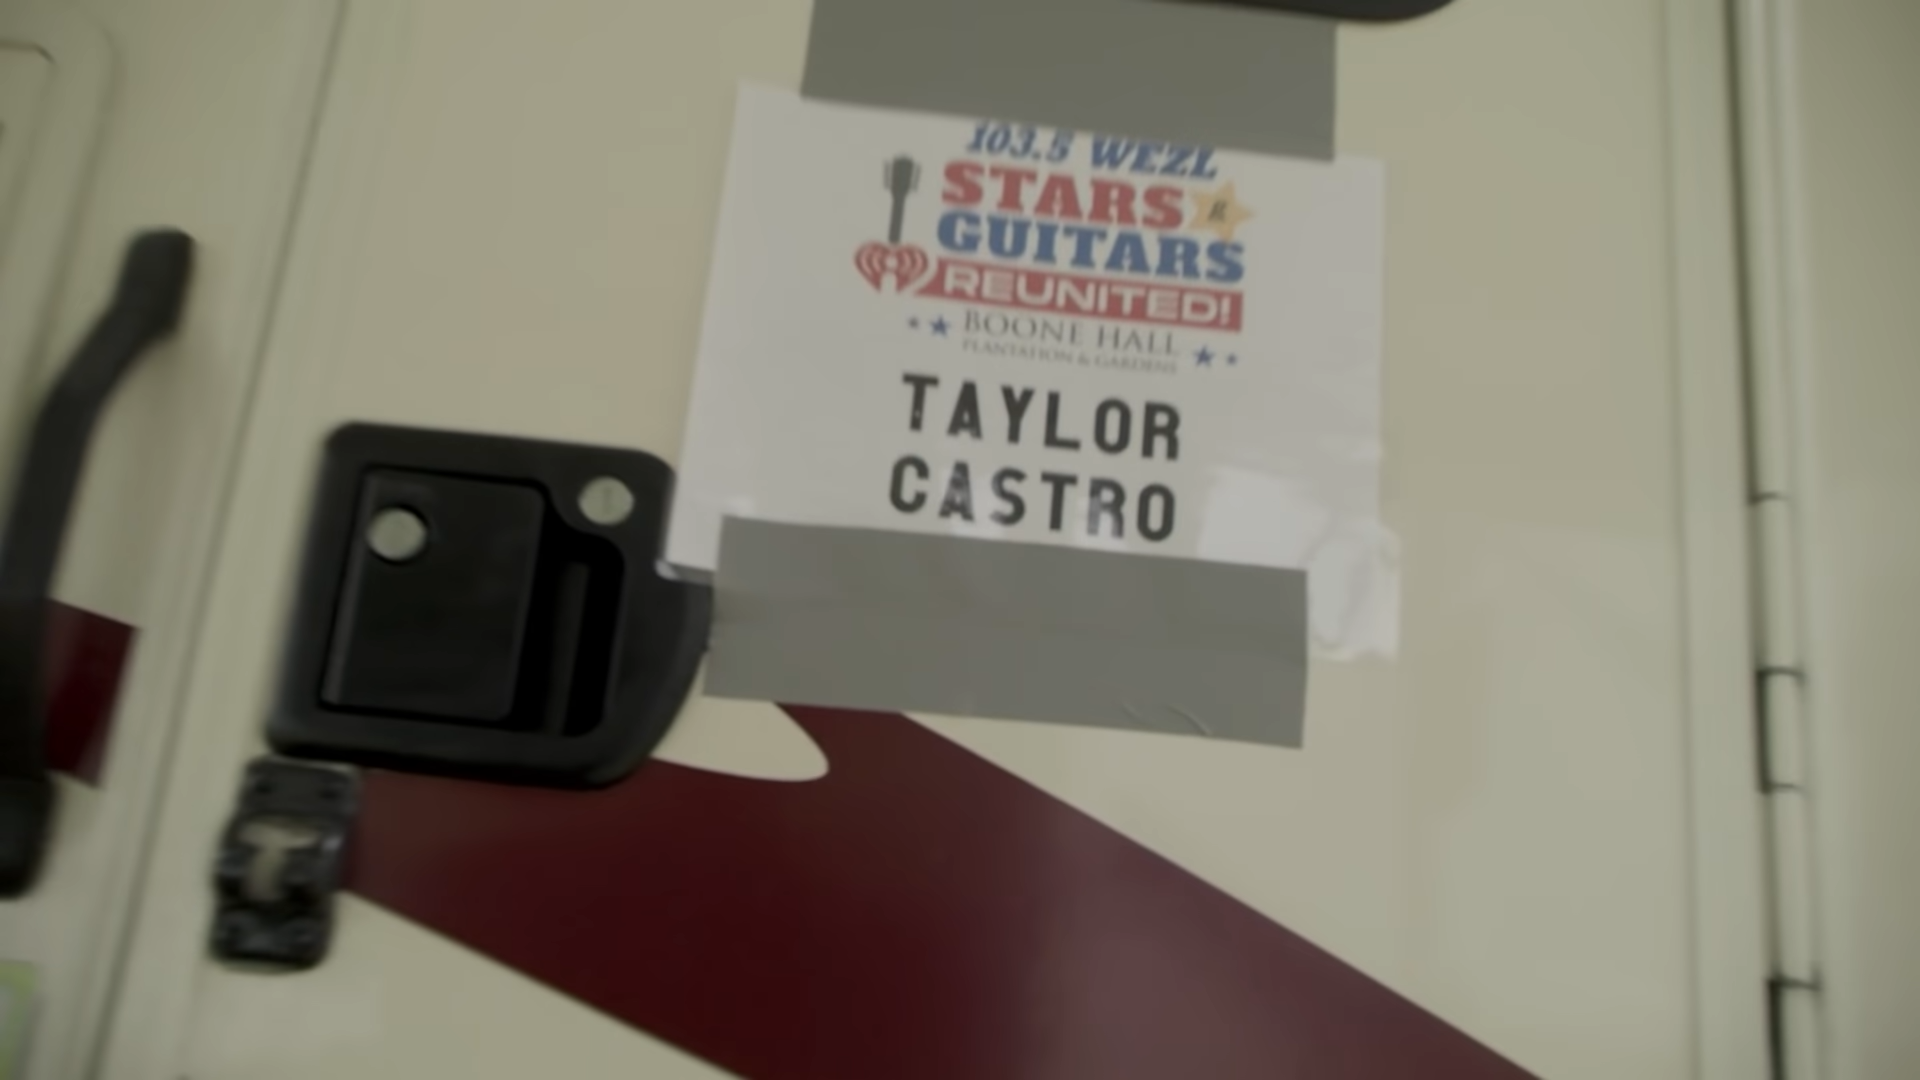 103.5 WEZL
STARS &
GUITARS
REUNITED!
BOONE HALL
PLANTATION & GARDENS
TAYLOR
CASTRO